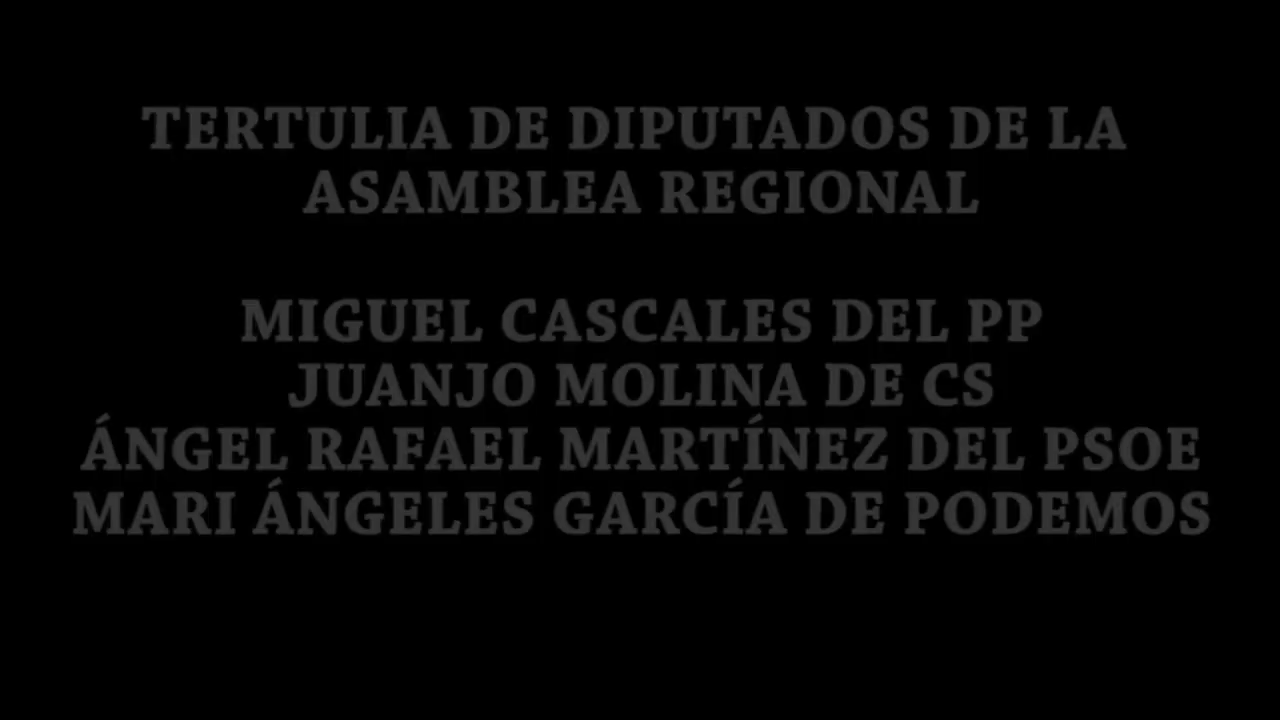 TERTULIA DE DIPUTADOS DE LA
ASAMBLEA REGIONAL
MIGUEL CASCALES DEL PP
JUANJO MOLINA DE CS
ÁNGEL RAFAEL MARTÍNEZ DEL PSOE
MARI ÁNGELES GARCÍA DE PODEMOS